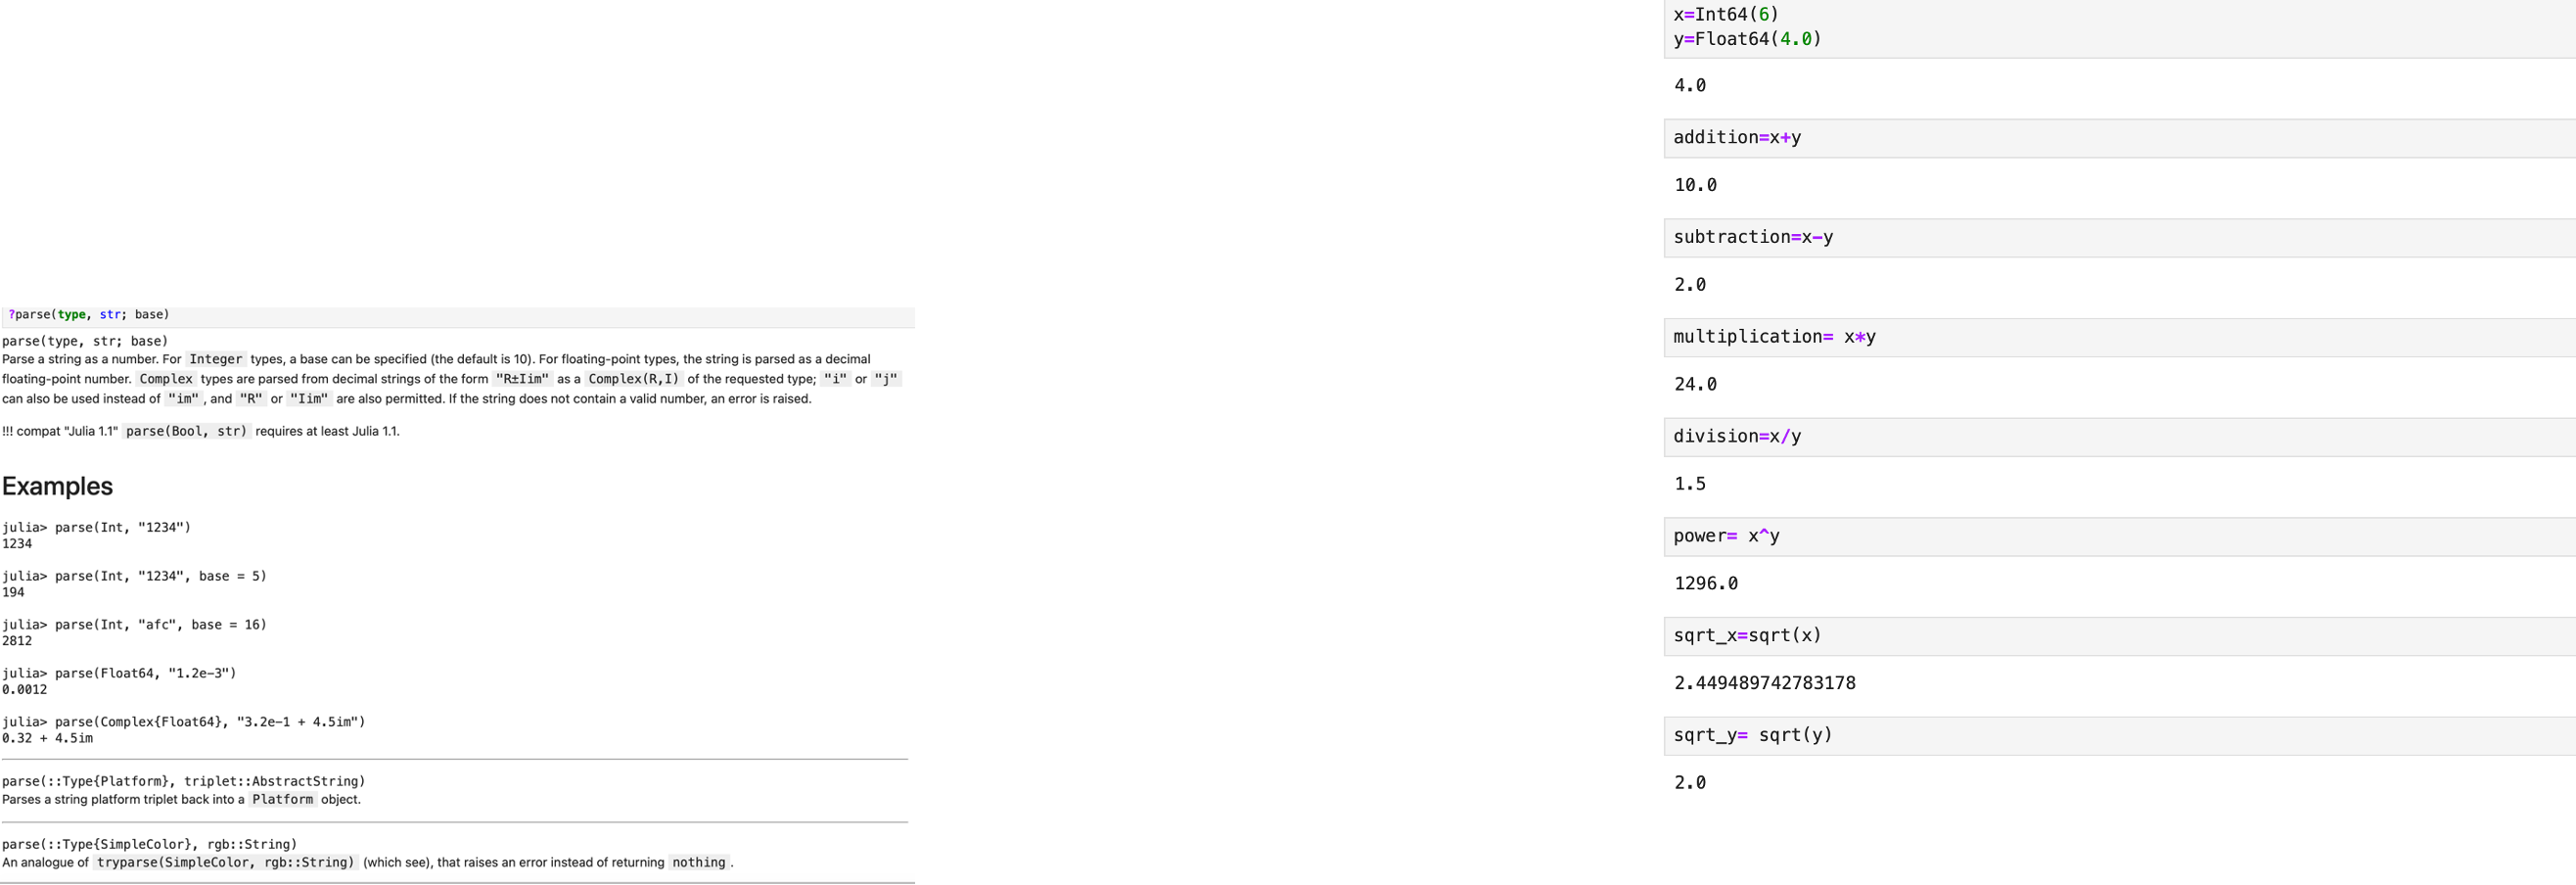 ?parse(type, str; base)
parse(type, str; base)
Parse a string as a number. For Integer types, a base can be specified (the default is 10). For floating-point types, the string is parsed as a decimal
floating-point number. Complex types are parsed from decimal strings of the form "R±Iim" as a Complex(R,I) of the requested type; "i" or "j"
can also be used instead of "im", and "R" or "Iim" are also permitted. If the string does not contain a valid number, an error is raised.
!!! compat "Julia 1.1" parse(Bool, str) requires at least Julia 1.1.
Examples
julia> parse(Int, "1234")
1234
julia> parse(Int, "1234", base = 5)
194
julia> parse(Int, "afc", base = 16)
2812
julia> parse(Float64, "1.2e-3")
0.0012
julia> parse(Complex{Float64}, "3.2e-1 + 4.5im")
0.32 + 4.5im
parse(::Type{Platform}, triplet::AbstractString)
Parses a string platform triplet back into a Platform object.
parse(::Type{SimpleColor}, rgb::String)
An analogue of tryparse(SimpleColor, rgb::String) (which see), that raises an error instead of returning nothing.
x=Int64(6)
y=Float64(4.0)
4.0
addition=x+y
10.0
subtraction=x-y
2.0
multiplication= x*y
24.0
division=x/y
1.5
power= x^y
1296.0
sqrt_x=sqrt(x)
2.449489742783178
sqrt_y= sqrt(y)
2.0